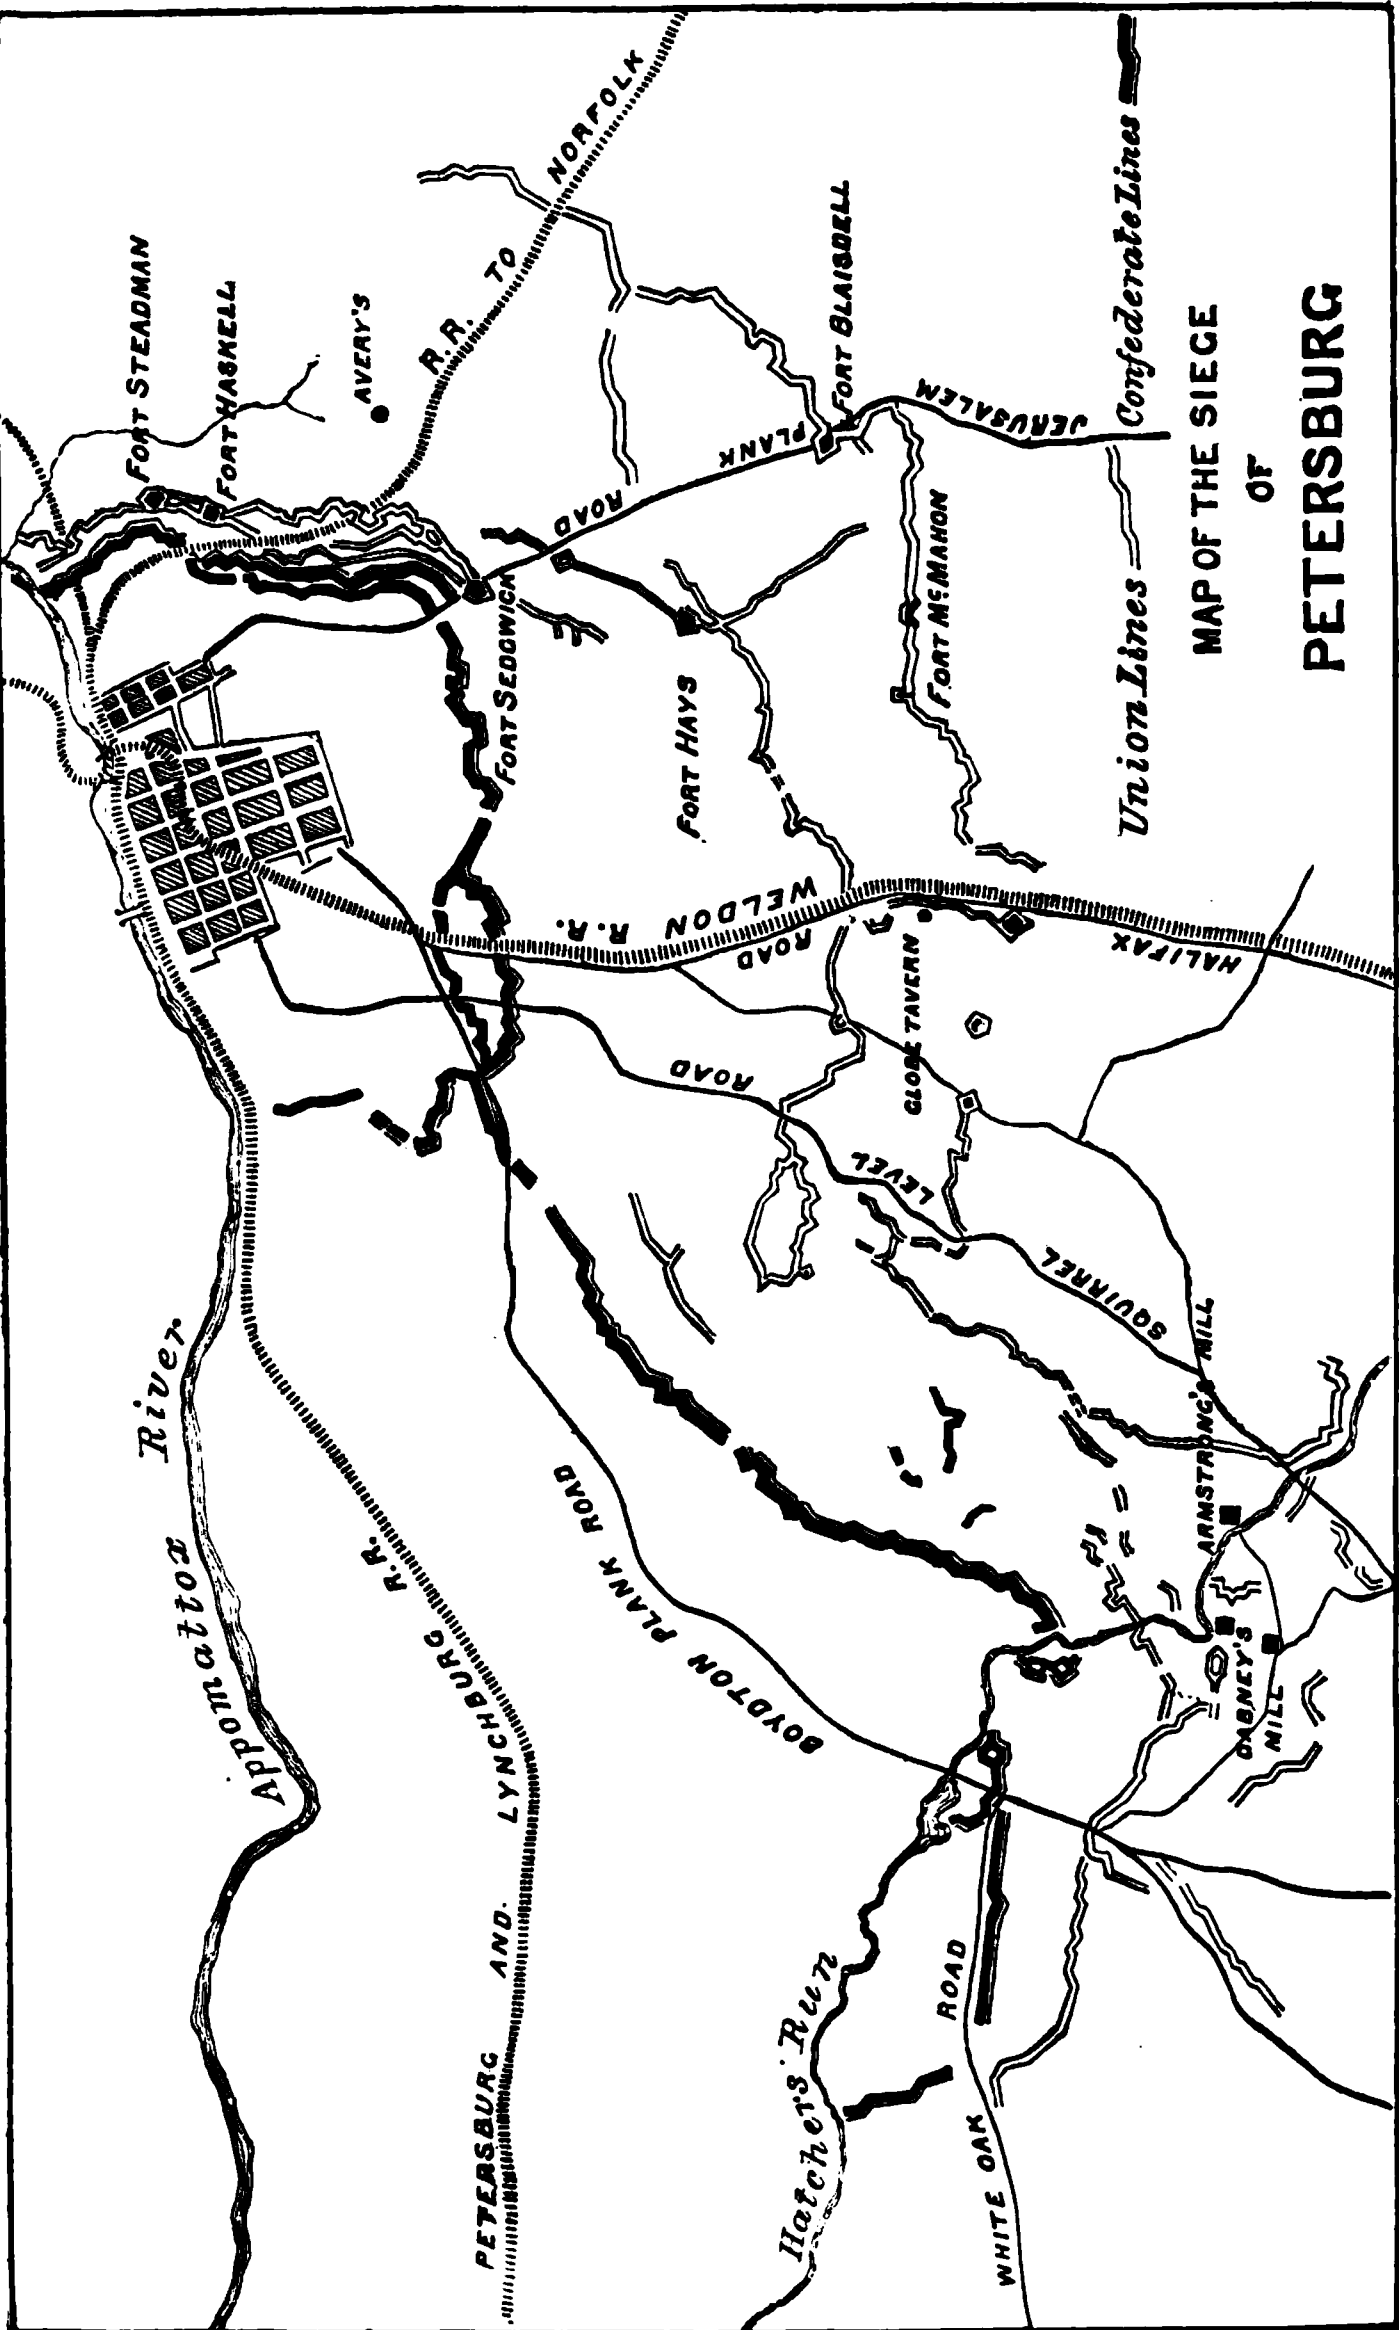 Appomattox River
PETERSBURG AND. LYNCHBURG R.R.
BOYDTON PLANK ROAD
Hatchers Run
WHITE OAK ROAD
DABNEY'S
MILL
ARMSTRONG'S MILL
SQUIRREL LEVEL ROAD
GLOBE TAVERN
HALIFAX ROAD
WELDON R.R.
FORT HAYS
FORT SEDGWICK
FORT McMAHON
JERUSALEM PLANK ROAD
FORT BLAISDELL
R.R. TO NORFOLK
AVERY'S
FORT HASKELL
FORT STEADMAN
Union Lines
Confederate Lines
MAP OF THE SIEGE
OF
PETERSBURG